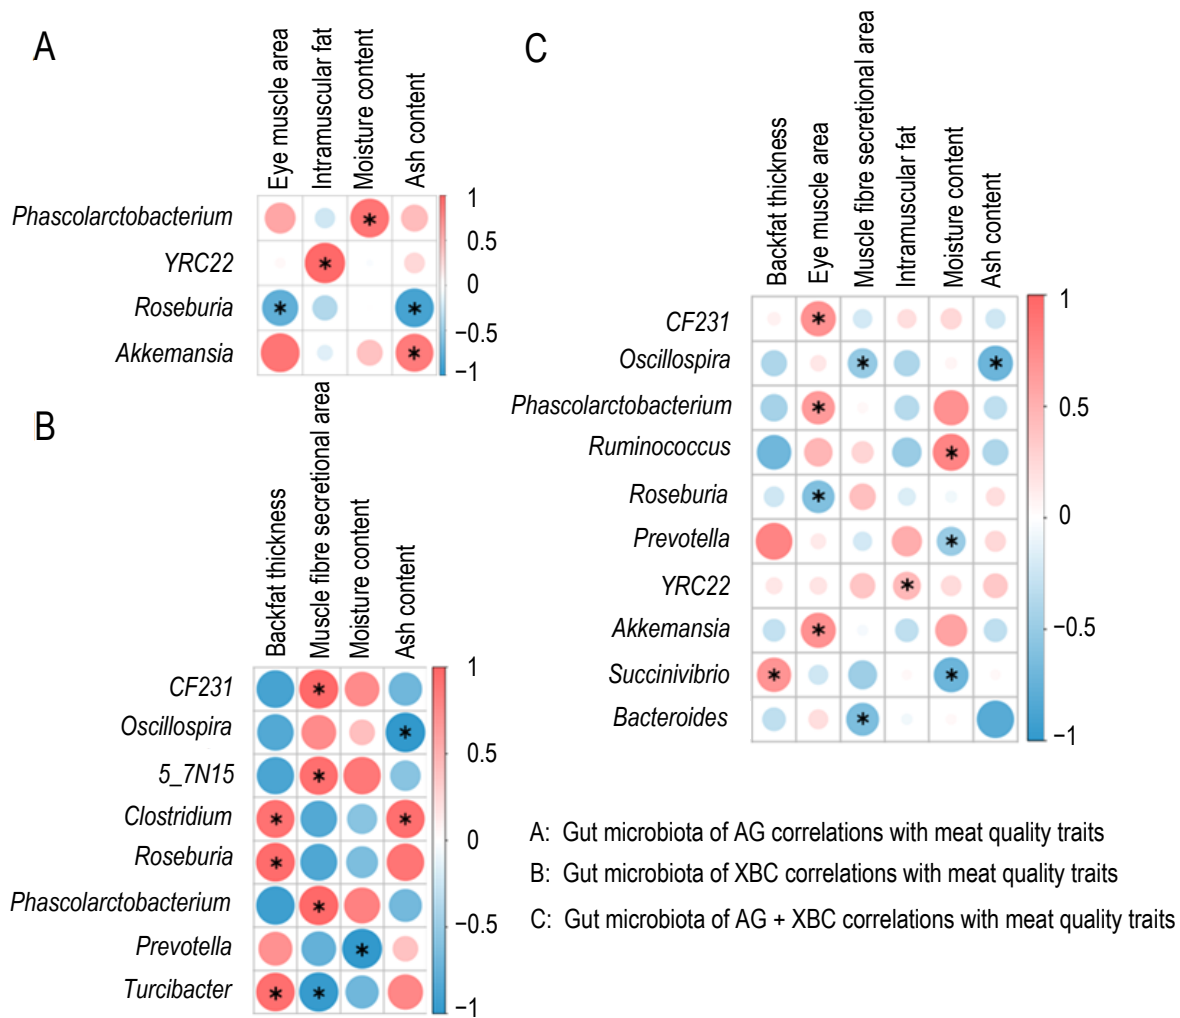 A
Eye muscle area
Intramuscular fat
Moisture content
Ash content
Phascolarctobacterium
YRC22
Roseburia
Akkemansia
1
0.5
0
−0.5
−1
* 
*
* *
*
B
Backfat thickness
Muscle fibre secretional area
Moisture content
Ash content
CF231
Oscillospira
5_7N15
Clostridium
Roseburia
Phascolarctobacterium
Prevotella
Turcibacter
*
*
*
* *
*
*
*
* *
1
0.5
0
−0.5
−1
C
Backfat thickness
Eye muscle area
Muscle fibre secretional area
Intramuscular fat
Moisture content
Ash content
CF231
Oscillospira
Phascolarctobacterium
Ruminococcus
Roseburia
Prevotella
YRC22
Akkemansia
Succinivibrio
Bacteroides
*
* *
*
*
*
*
*
*
* *
*
1
0.5
0
−0.5
−1
A: Gut microbiota of AG correlations with meat quality traits
B: Gut microbiota of XBC correlations with meat quality traits
C: Gut microbiota of AG + XBC correlations with meat quality traits